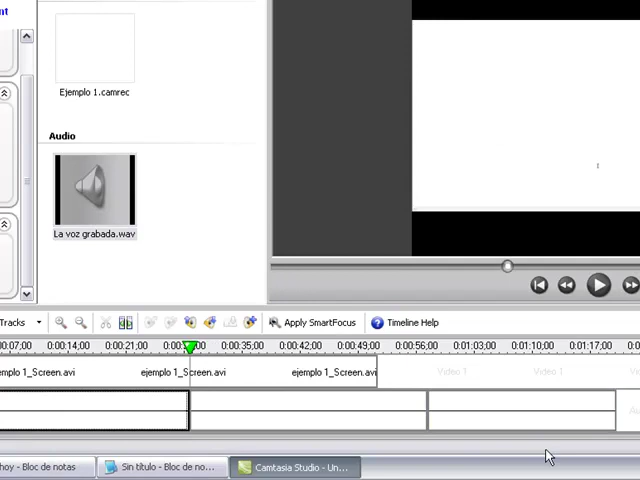 nt
Ejemplo 1.camrec
Audio
La voz grabada.wav
Tracks
Apply SmartFocus
Timeline Help
00:07;00 0:00:14;00 0:00:21;00 0:00:35;00 0:00:42;00 0:00:49;00 0:00:56;00 0:01:03;00 0:01:10;00 0:01:17;00
mplo 1_Screen.avi ejemplo 1_Screen.avi ejemplo 1_Screen.avi Video 1 Video 1
hoy - Bloc de notas Sin título - Bloc de no... Camtasia Studio - Un...